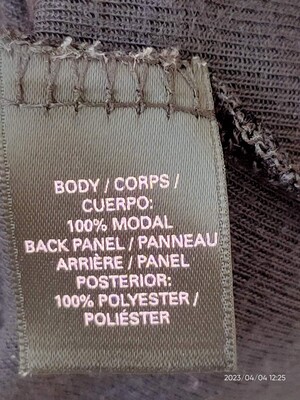 BODY / CORPS /
CUERPO:
100% MODAL
BACK PANEL / PANNEAU
ARRIÈRE / PANEL
POSTERIOR:
100% POLYESTER /
POLIÉSTER
2023/04/04 12:25